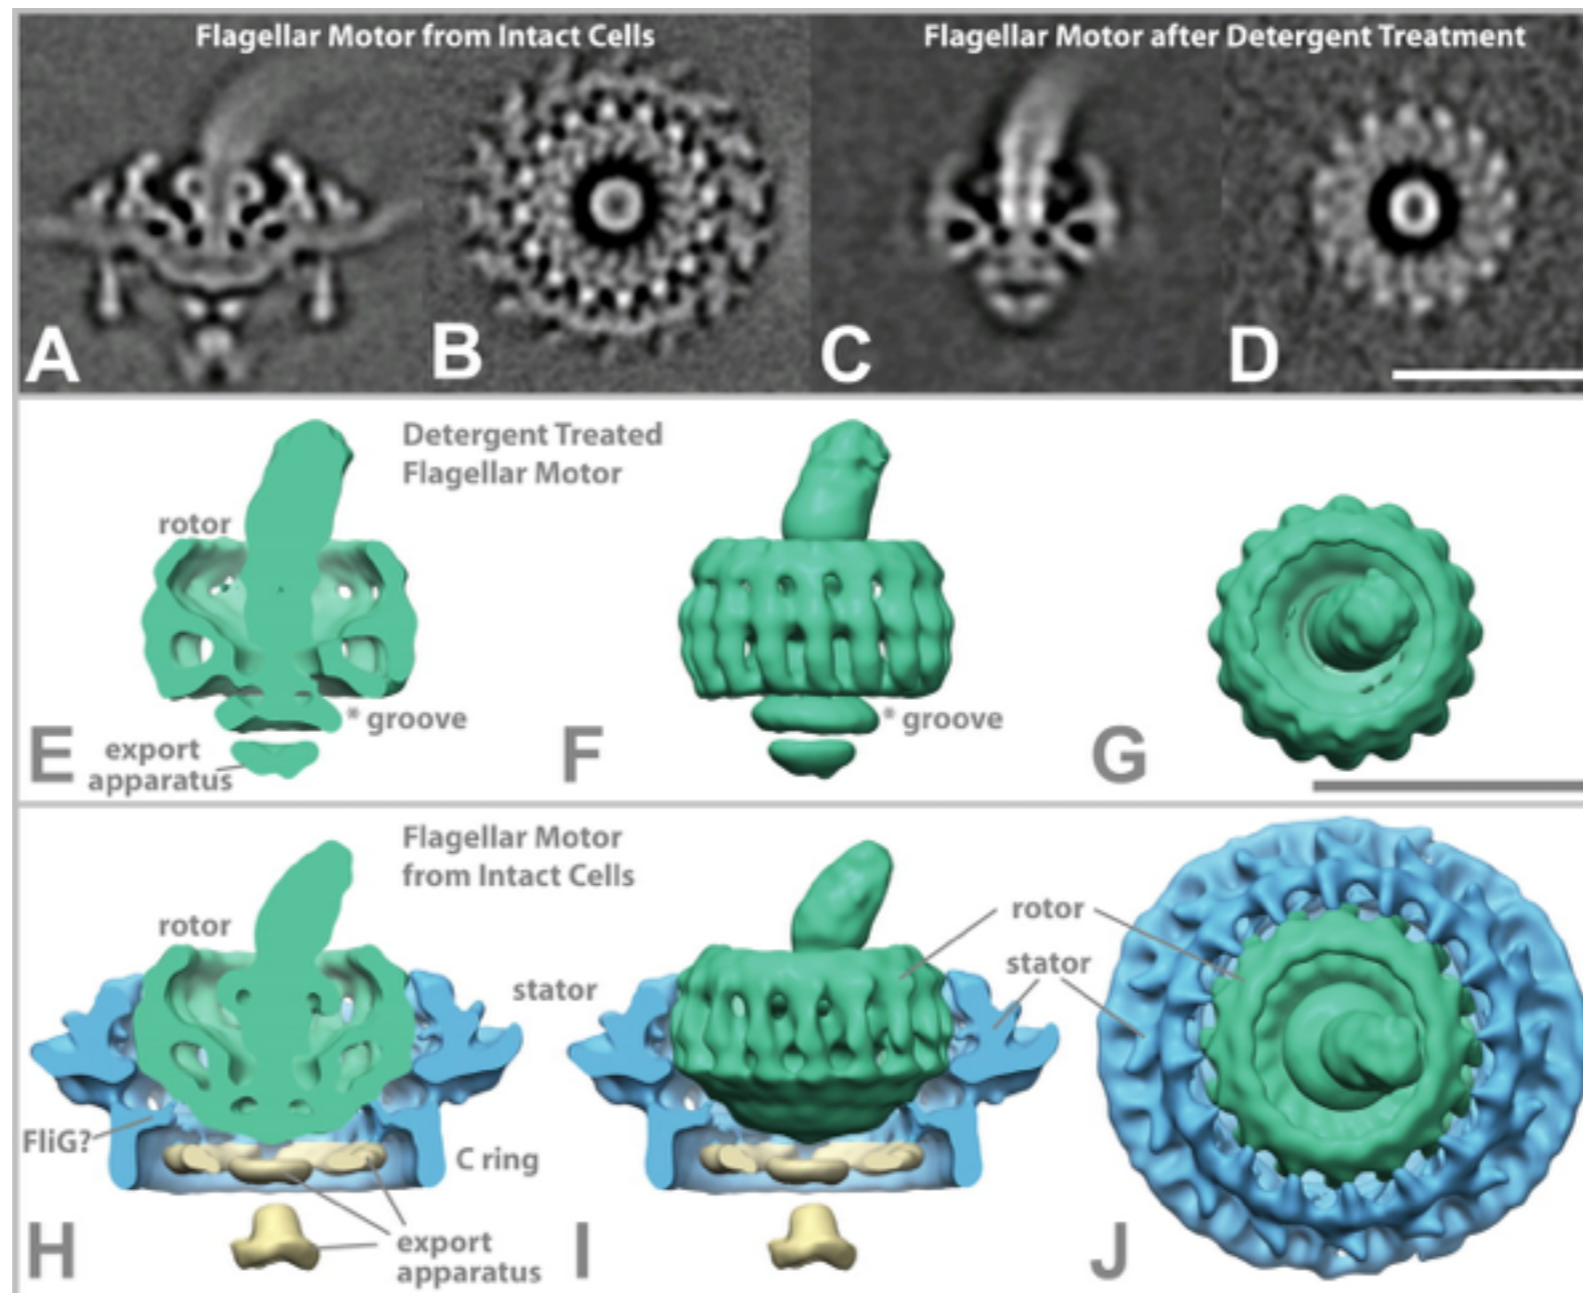 Flagellar Motor from Intact Cells
Flagellar Motor after Detergent Treatment
A
B
C
D
Detergent Treated
Flagellar Motor
rotor
* groove
* groove
export
apparatus
E
F
G
Flagellar Motor
from Intact Cells
rotor
rotor
stator
stator
FliG?
C ring
export
apparatus
H
I
J